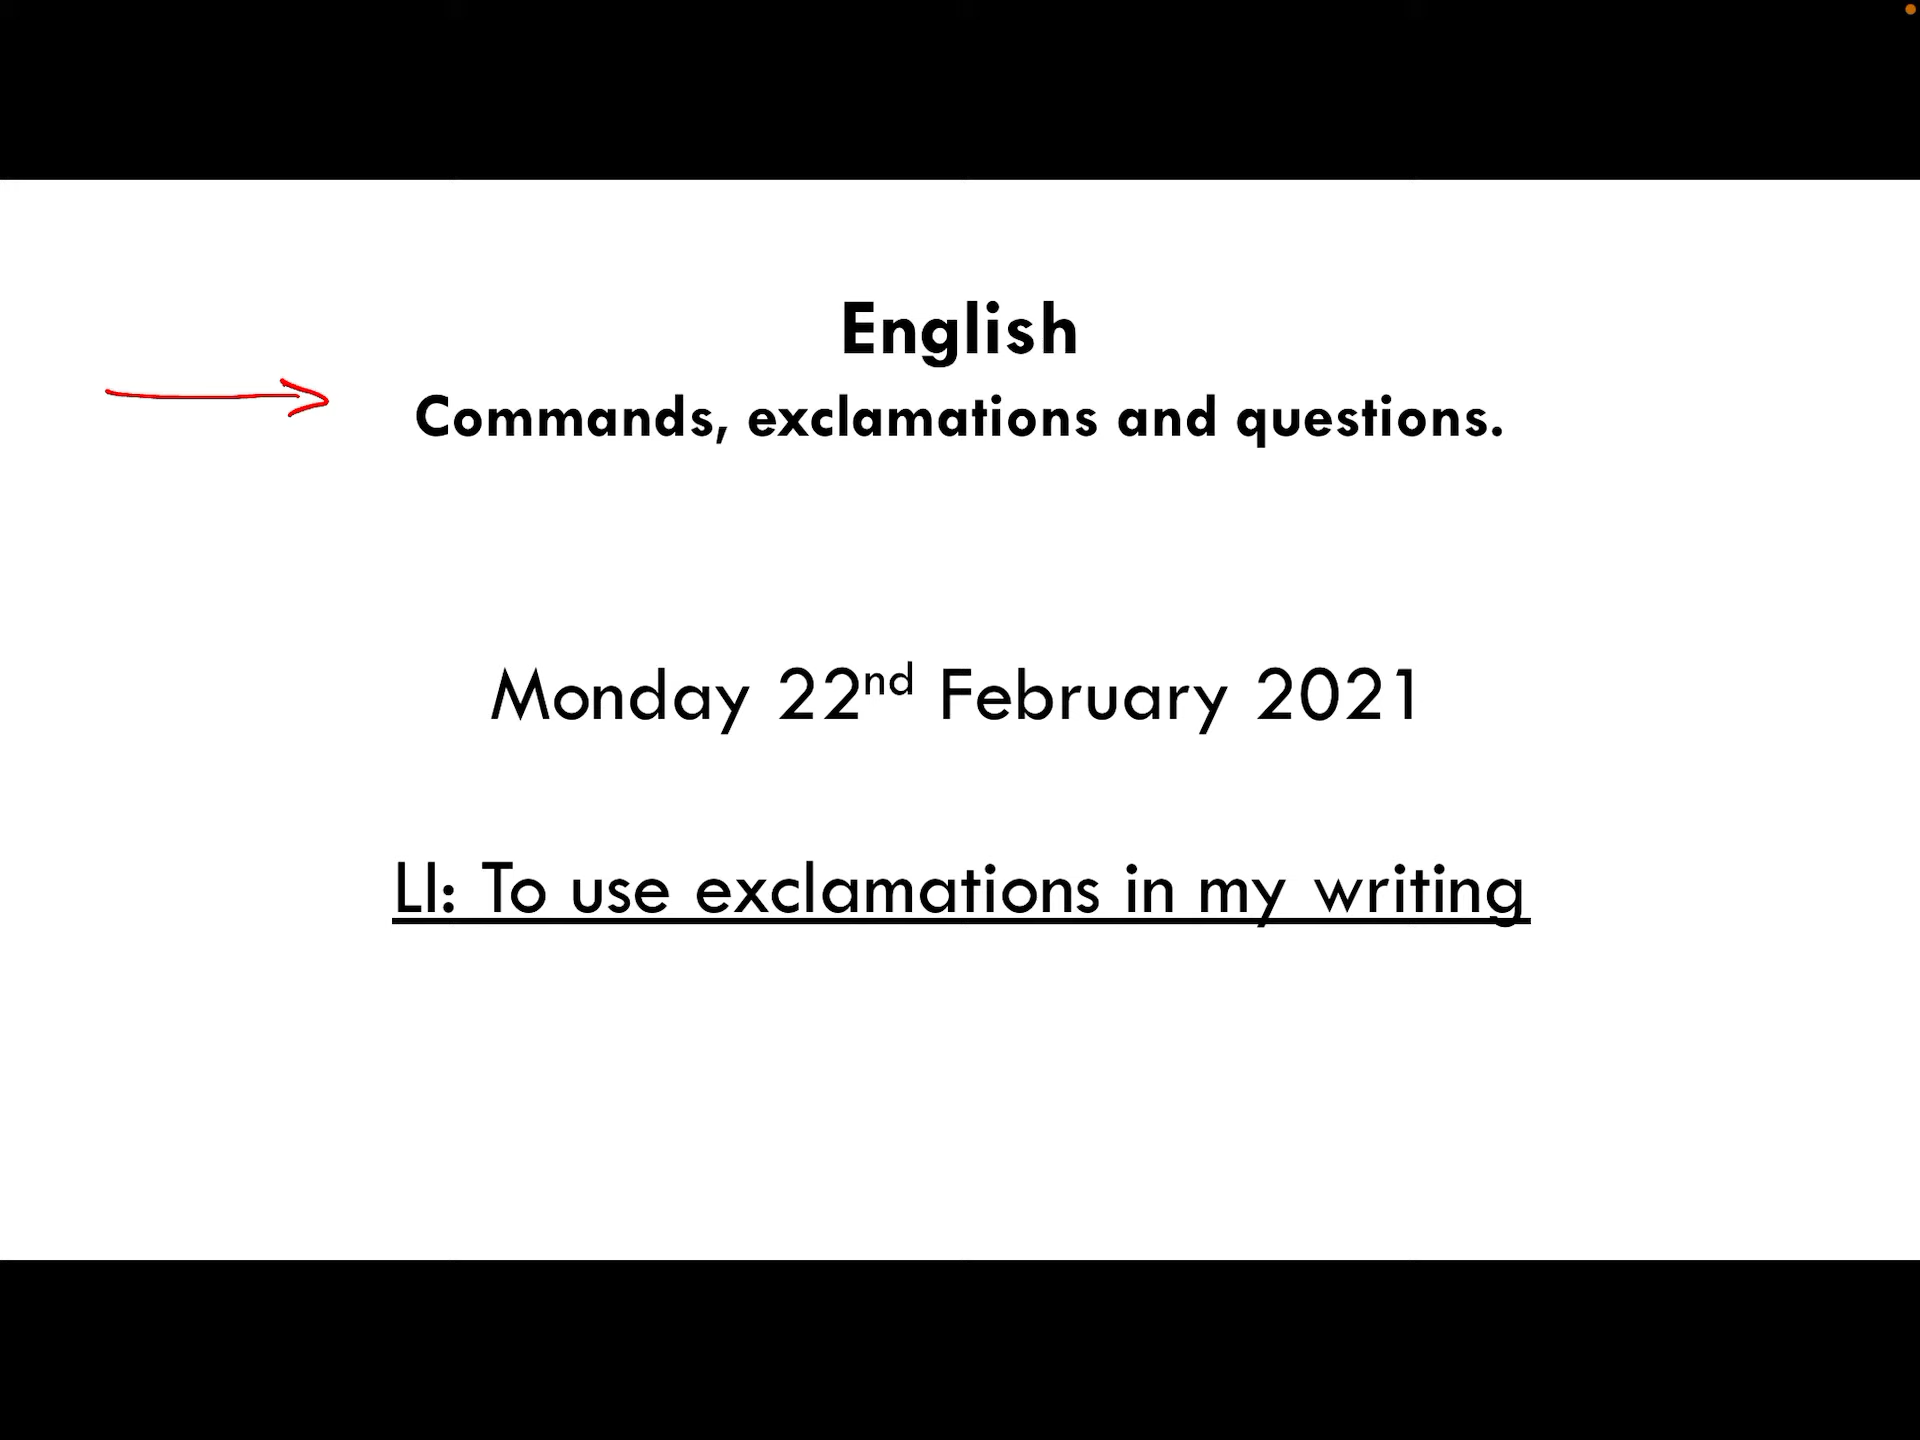 English
Commands, exclamations and questions.
Monday 22nd February 2021
LI: To use exclamations in my writing